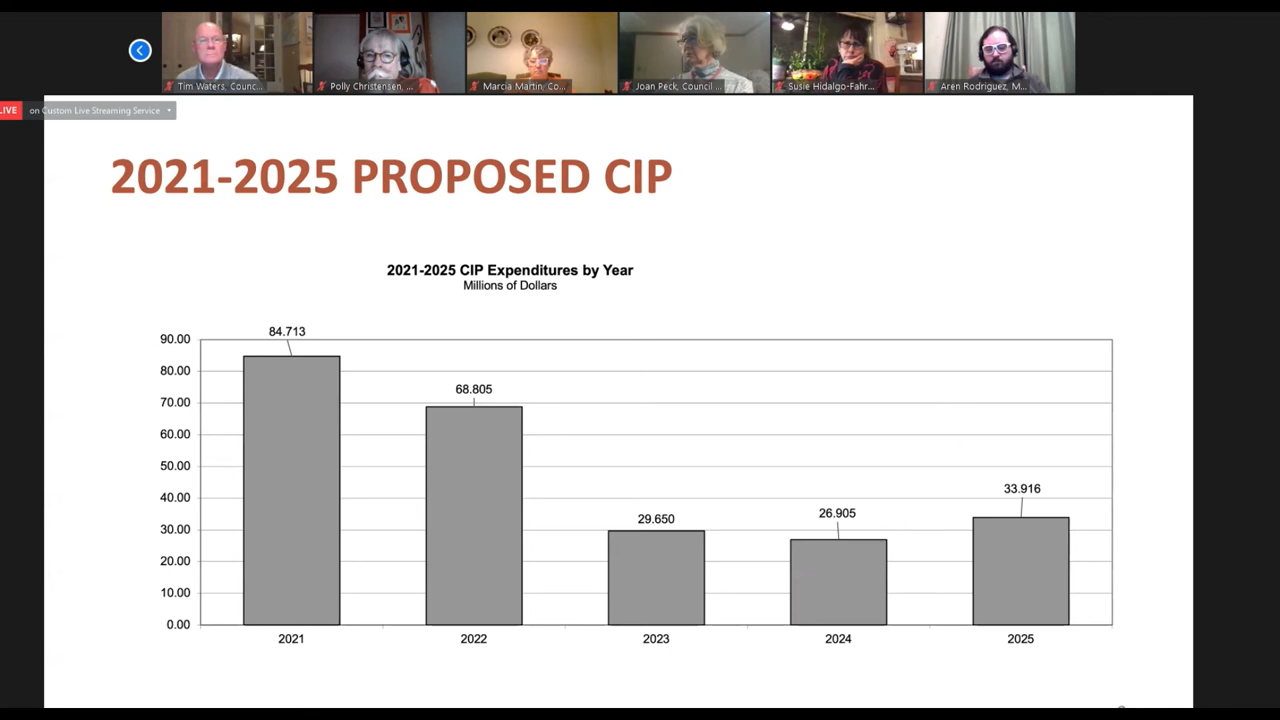 Tim Waters, Counc...
Polly Christensen, ...
Marcia Martin, Co...
Joan Peck, Council ...
Susie Hidalgo-Fahr...
Aren Rodriguez, M...
LIVE on Custom Live Streaming Service
2021-2025 PROPOSED CIP
2021-2025 CIP Expenditures by Year
Millions of Dollars
84.713
90.00
80.00
68.805
70.00
60.00
50.00
33.916
40.00
26.905
29.650
30.00
20.00
10.00
0.00
2021 2022 2023 2024 2025